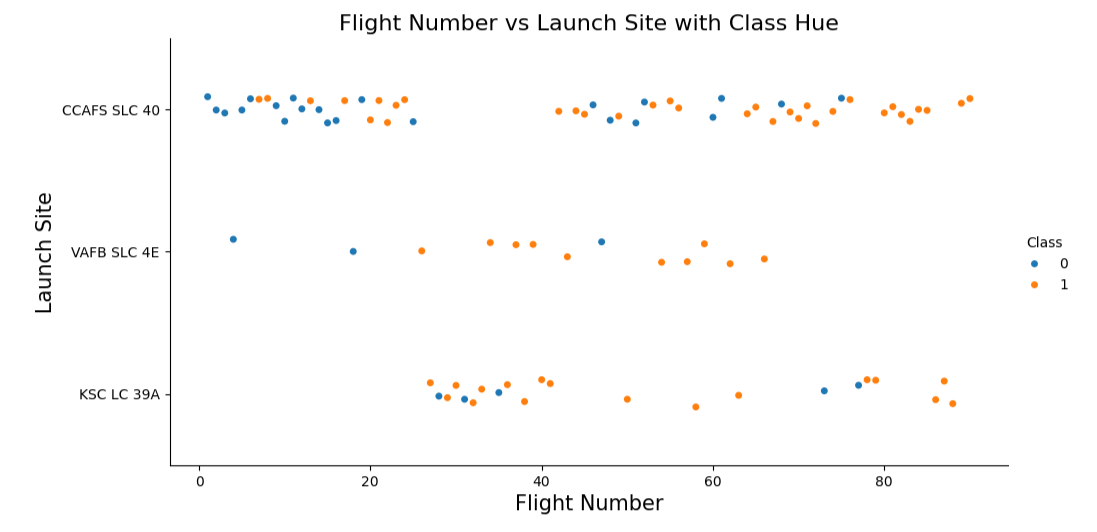 Flight Number vs Launch Site with Class Hue
Launch Site
CCAFS SLC 40
VAFB SLC 4E
KSC LC 39A
0 20 40 60 80
Flight Number
Class
0
1